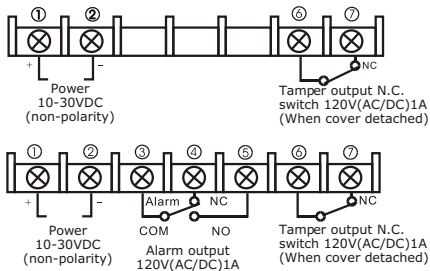 ① ② ⑥ ⑦
+ - NC
Power
10-30VDC
(non-polarity)
Tamper output N.C.
switch 120V(AC/DC)1A
(When cover detached)
① ② ③ ④ ⑤ ⑥ ⑦
+ - Alarm NC NC
COM NO
Power
10-30VDC
(non-polarity)
Alarm output
120V(AC/DC)1A
Tamper output N.C.
switch 120V(AC/DC)1A
(When cover detached)